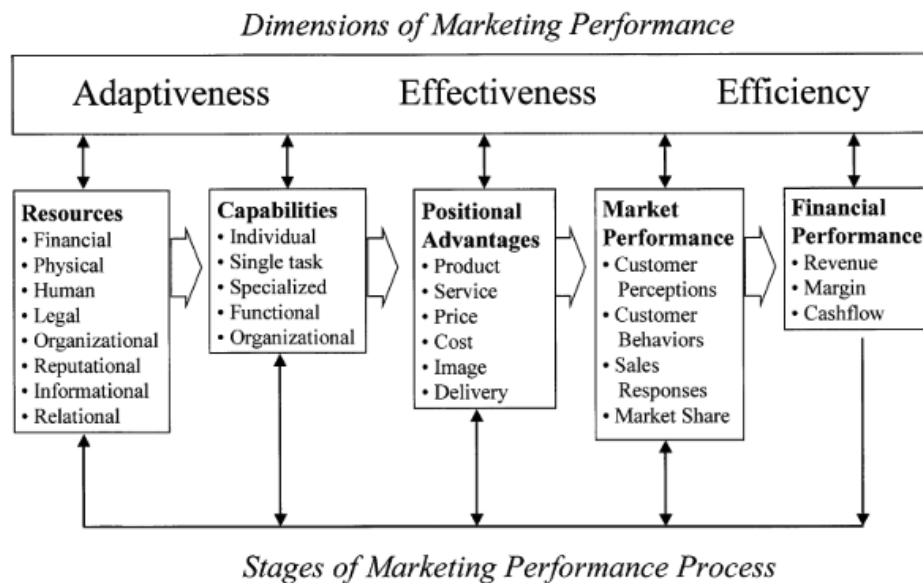 Dimensions of Marketing Performance
Adaptiveness Effectiveness Efficiency
Resources
• Financial
• Physical
• Human
• Legal
• Organizational
• Reputational
• Informational
• Relational
Capabilities
• Individual
• Single task
• Specialized
• Functional
• Organizational
Positional
Advantages
• Product
• Service
• Price
• Cost
• Image
• Delivery
Market
Performance
• Customer
Perceptions
• Customer
Behaviors
• Sales
Responses
• Market Share
Financial
Performance
• Revenue
• Margin
• Cashflow
Stages of Marketing Performance Process